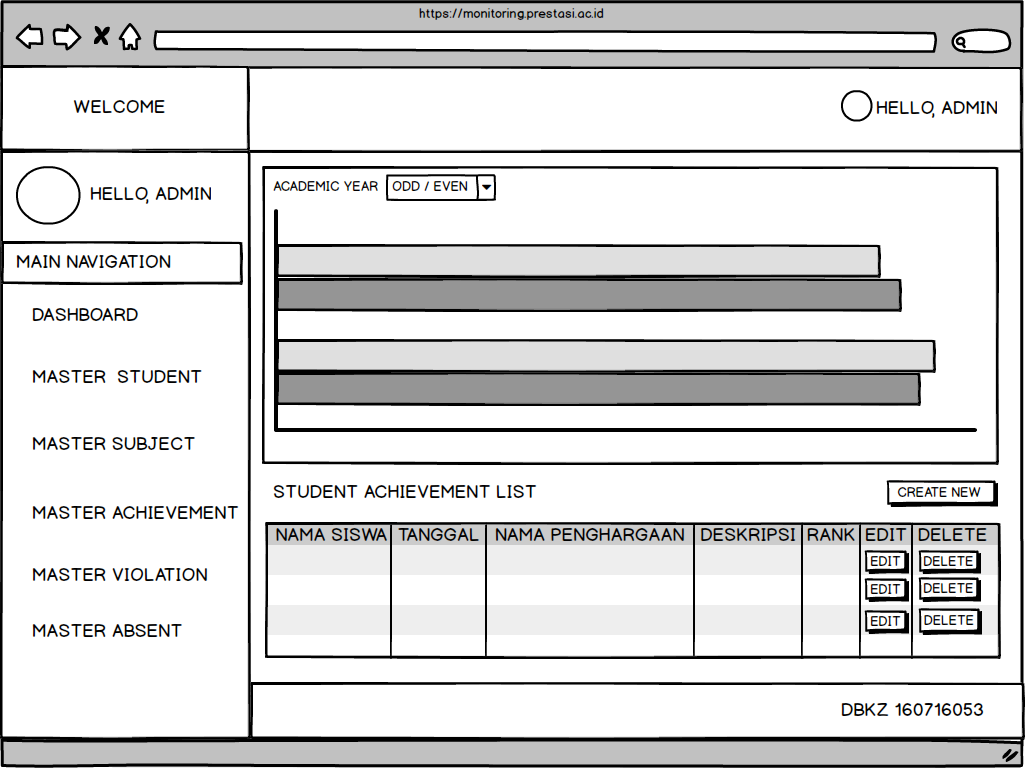 https://monitoring.prestasi.ac.id
WELCOME
HELLO, ADMIN
HELLO, ADMIN
MAIN NAVIGATION
DASHBOARD
MASTER STUDENT
MASTER SUBJECT
MASTER ACHIEVEMENT
MASTER VIOLATION
MASTER ABSENT
ACADEMIC YEAR ODD / EVEN
STUDENT ACHIEVEMENT LIST CREATE NEW
NAMA SISWA TANGGAL NAMA PENGHARGAAN DESKRIPSI RANK EDIT DELETE
EDIT DELETE
EDIT DELETE
EDIT DELETE
DBKZ 160716053